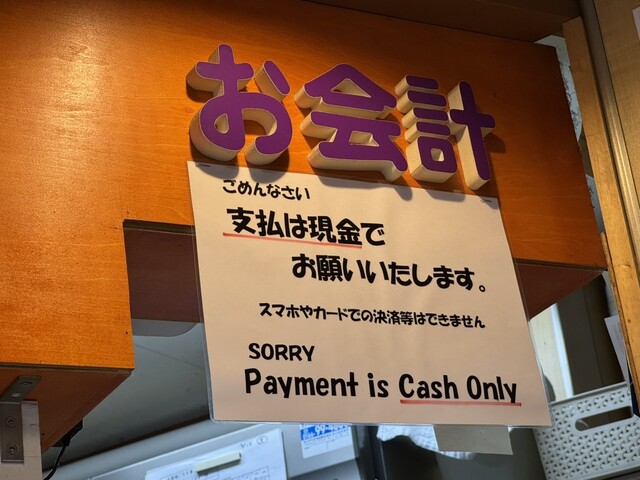 お会計
ごめんなさい
支払は現金で
お願いいたします。
スマホやカードでの決済等はできません
SORRY
Payment is Cash Only